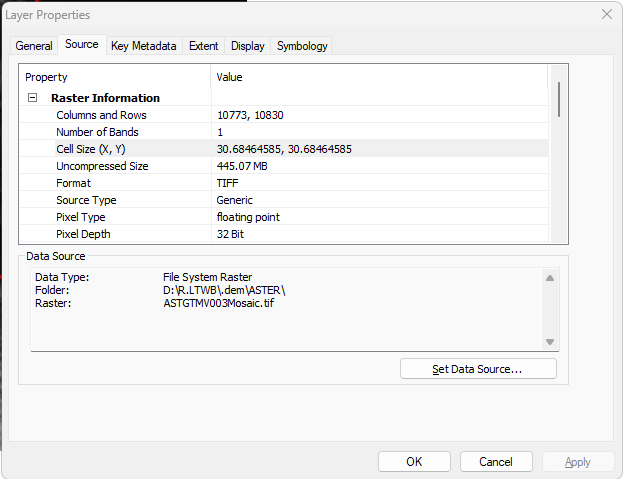 Layer Properties
General Source Key Metadata Extent Display Symbology
Property Value
Raster Information
Columns and Rows 10773, 10830
Number of Bands 1
Cell Size (X, Y) 30.68464585, 30.68464585
Uncompressed Size 445.07 MB
Format TIFF
Source Type Generic
Pixel Type floating point
Pixel Depth 32 Bit
Data Source
Data Type: File System Raster
Folder: D:\R.LTWB\.dem\ASTER\
Raster: ASTGTMV003Mosaic.tif
Set Data Source...
OK Cancel Apply